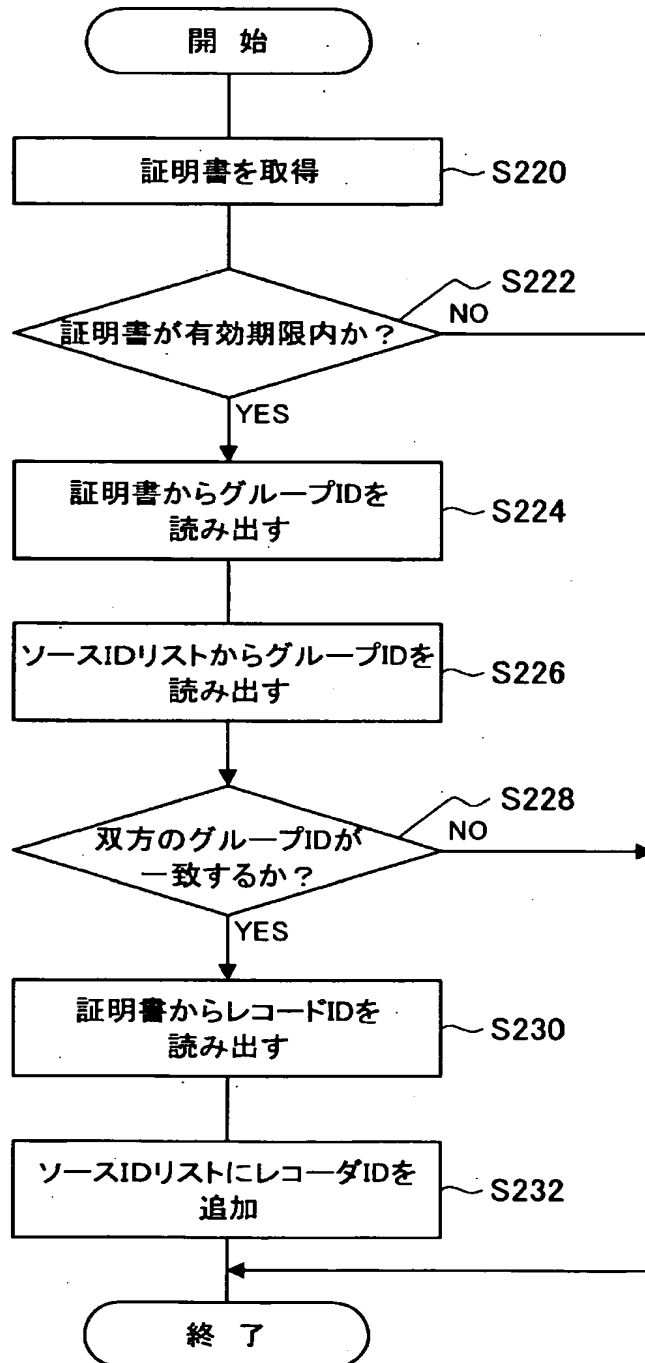 開 始
証明書を取得
S220
S222
証明書が有効期限内か？
NO
YES
証明書からグループIDを
読み出す
S224
ソースIDリストからグループIDを
読み出す
S226
S228
双方のグループIDが
一致するか？
NO
YES
証明書からレコードIDを
読み出す
S230
ソースIDリストにレコーダIDを
追加
S232
終 了